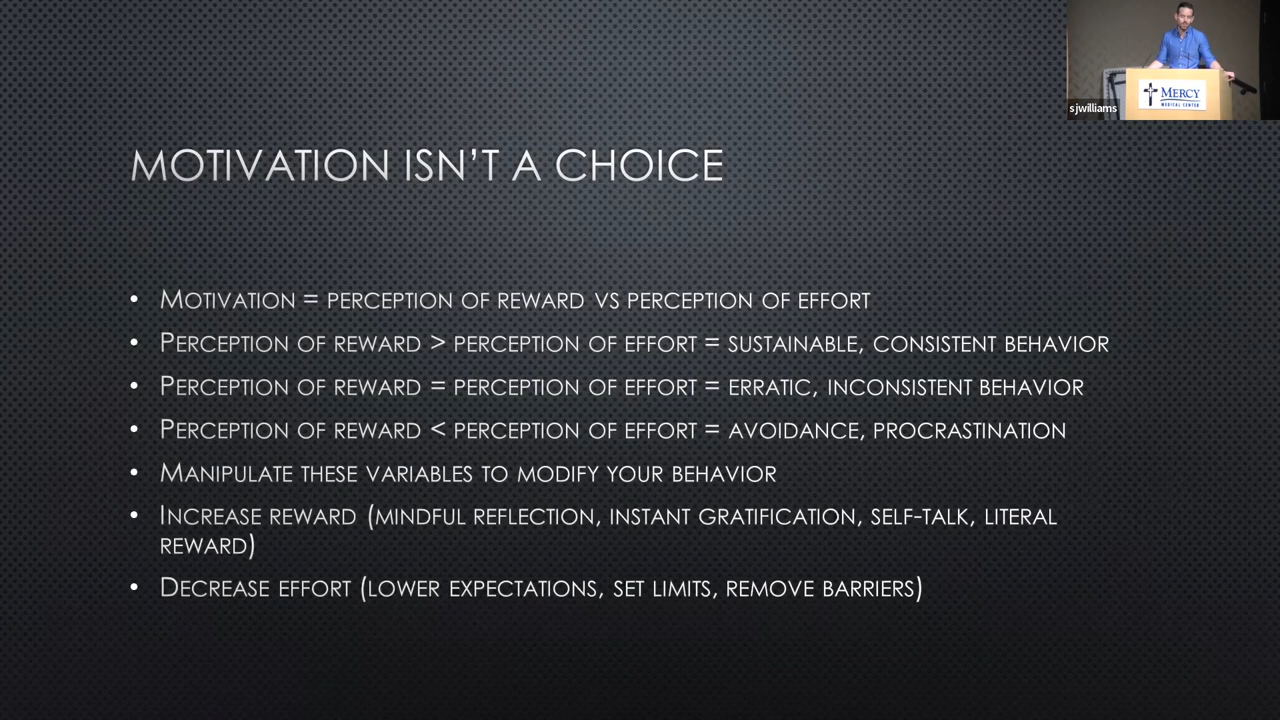 sjwilliams
MERCY
MEDICAL CENTER
MOTIVATION ISN'T A CHOICE
• MOTIVATION = PERCEPTION OF REWARD VS PERCEPTION OF EFFORT
• PERCEPTION OF REWARD > PERCEPTION OF EFFORT = SUSTAINABLE, CONSISTENT BEHAVIOR
• PERCEPTION OF REWARD = PERCEPTION OF EFFORT = ERRATIC, INCONSISTENT BEHAVIOR
• PERCEPTION OF REWARD < PERCEPTION OF EFFORT = AVOIDANCE, PROCRASTINATION
• MANIPULATE THESE VARIABLES TO MODIFY YOUR BEHAVIOR
• INCREASE REWARD (MINDFUL REFLECTION, INSTANT GRATIFICATION, SELF-TALK, LITERAL
REWARD)
• DECREASE EFFORT (LOWER EXPECTATIONS, SET LIMITS, REMOVE BARRIERS)